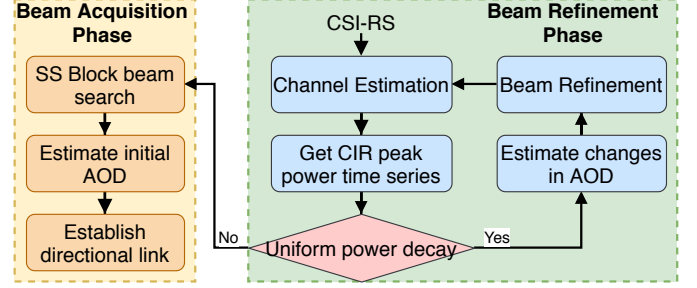 Beam Acquisition
Phase
SS Block beam
search
Estimate initial
AOD
Establish
directional link
Beam Refinement
Phase
CSI-RS
Channel Estimation
Beam Refinement
Get CIR peak
power time series
Estimate changes
in AOD
No
Uniform power decay
Yes